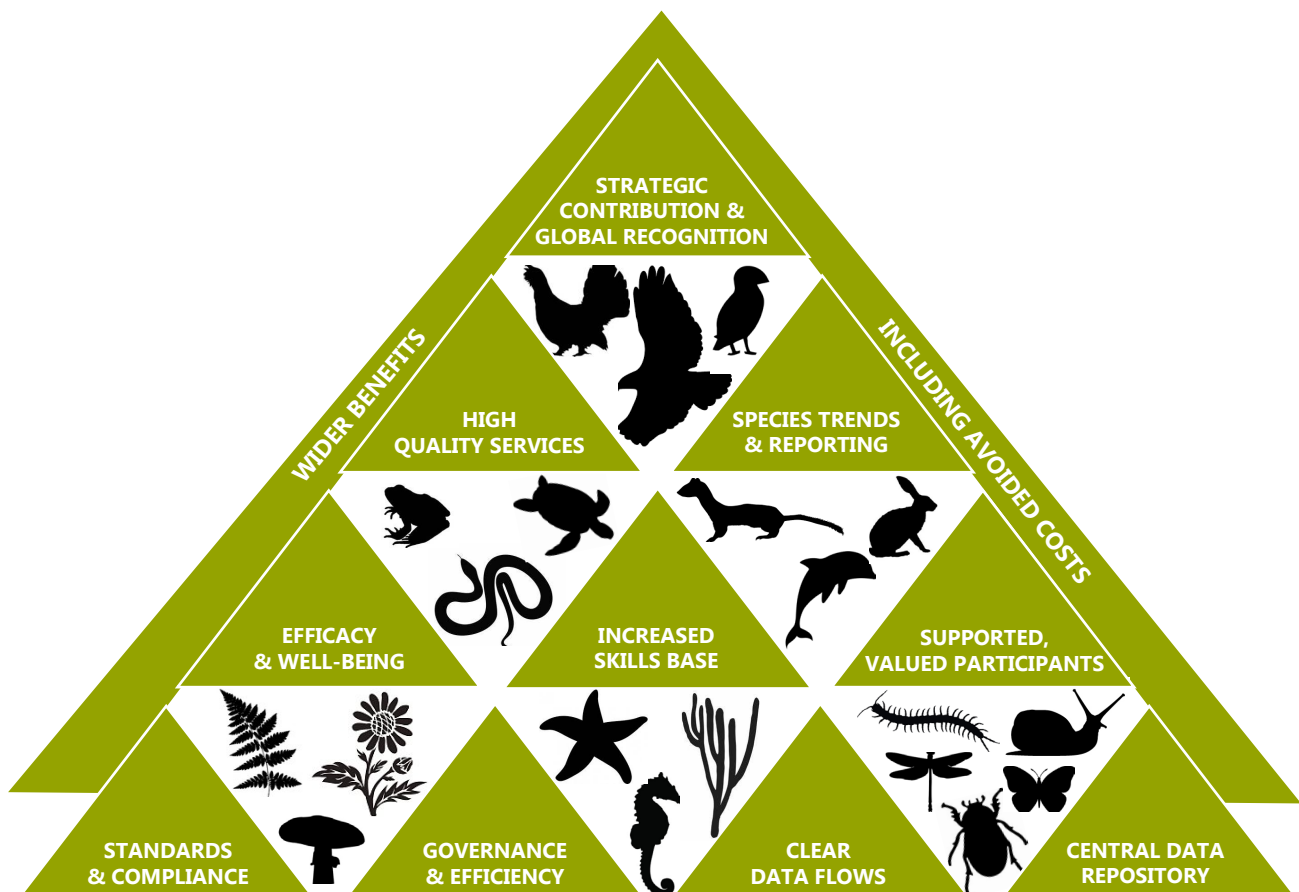 STRATEGIC
CONTRIBUTION &
GLOBAL RECOGNITION
WIDER BENEFITS
INCLUDING AVOIDED COSTS
HIGH
QUALITY SERVICES
SPECIES TRENDS
& REPORTING
EFFICACY
& WELL-BEING
INCREASED
SKILLS BASE
SUPPORTED,
VALUED PARTICIPANTS
STANDARDS
& COMPLIANCE
GOVERNANCE
& EFFICIENCY
CLEAR
DATA FLOWS
CENTRAL DATA
REPOSITORY